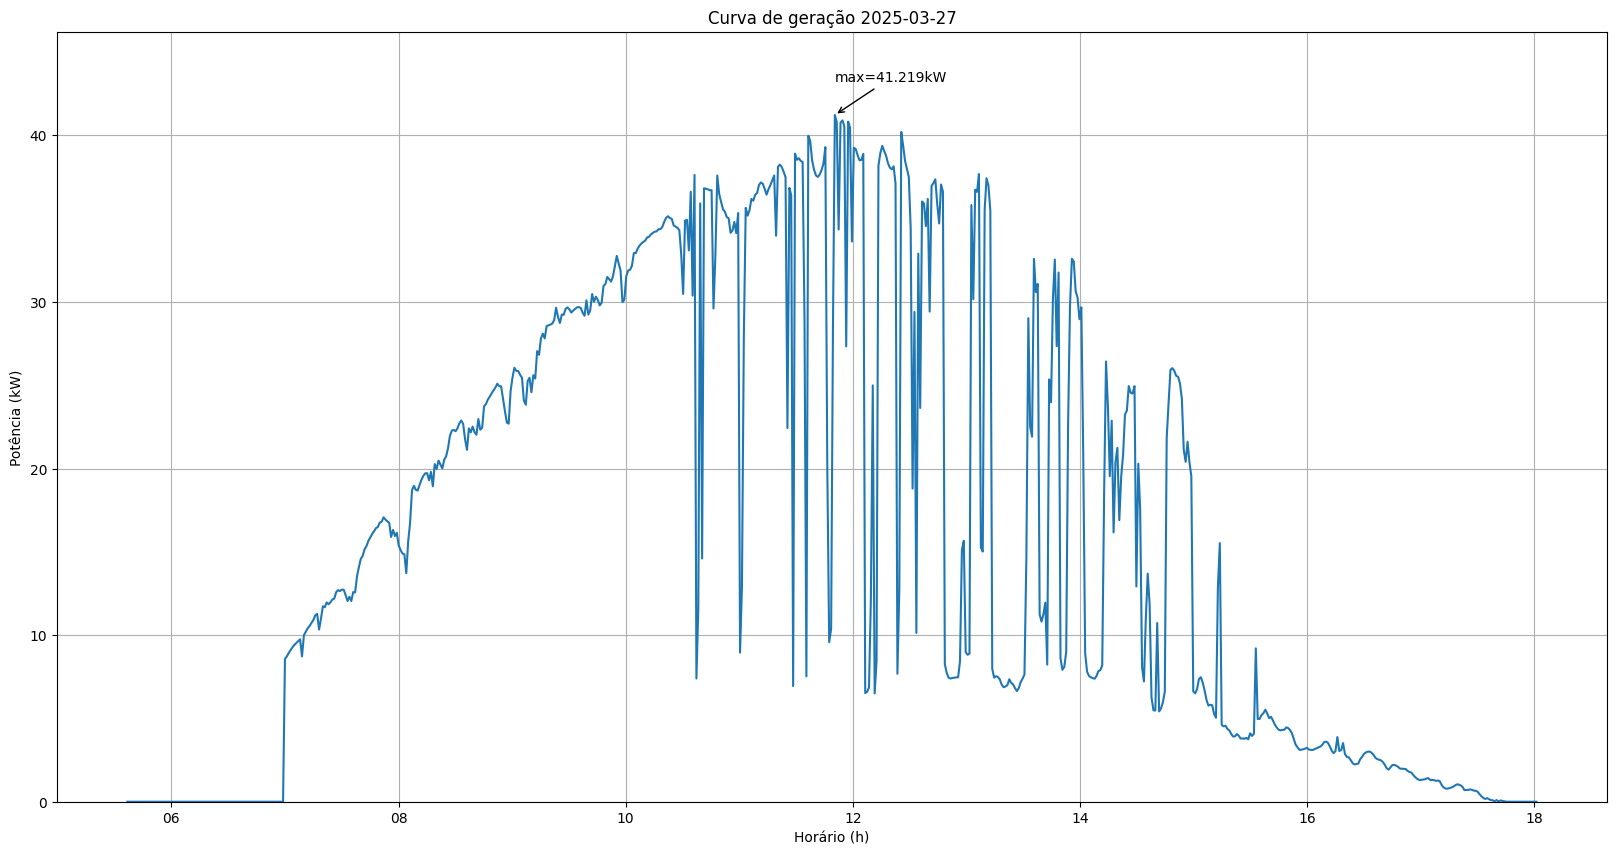 Curva de geração 2025-03-27
max=41.219kW
40
30
20
10
0
Potência (kW)
06 08 10 12 14 16 18
Horário (h)